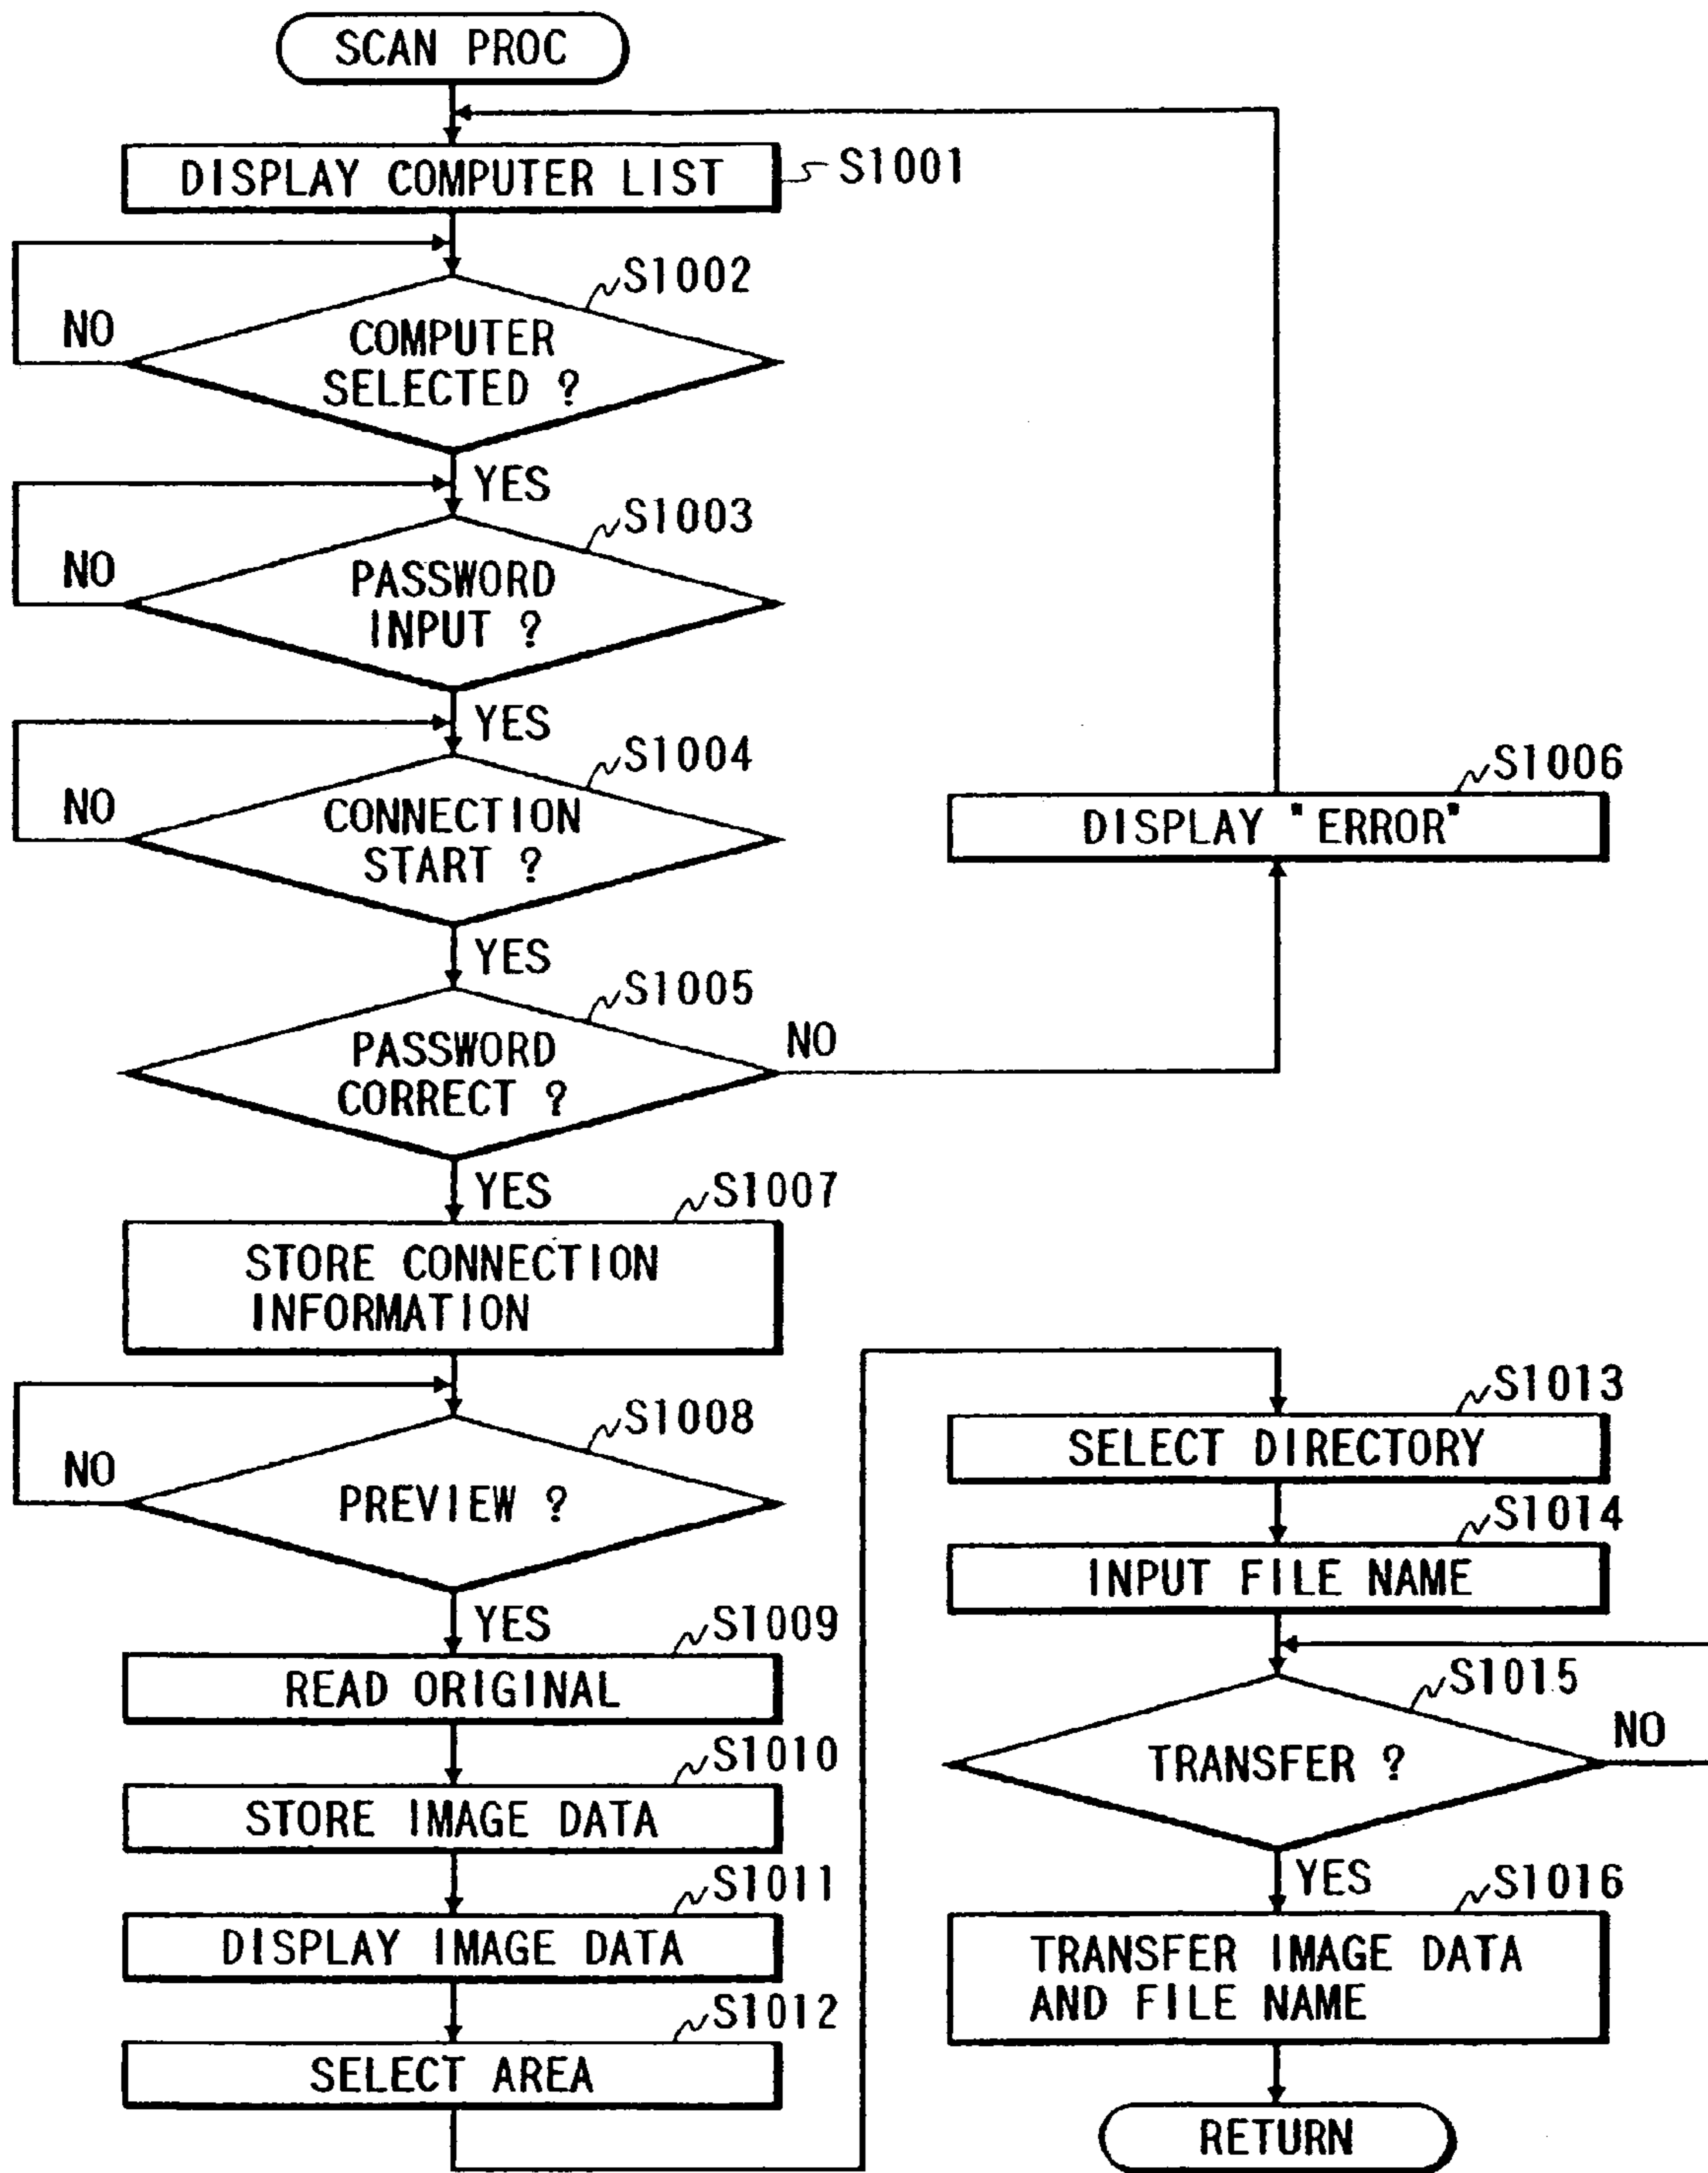 SCAN PROC
DISPLAY COMPUTER LIST
S1001
S1002
NO
COMPUTER
SELECTED ?
YES
S1003
NO
PASSWORD
INPUT ?
YES
S1004
NO
CONNECTION
START ?
S1006
DISPLAY "ERROR"
YES
S1005
NO
PASSWORD
CORRECT ?
YES
S1007
STORE CONNECTION
INFORMATION
S1008
NO
PREVIEW ?
YES
S1009
READ ORIGINAL
S1010
STORE IMAGE DATA
S1011
DISPLAY IMAGE DATA
S1012
SELECT AREA
S1013
SELECT DIRECTORY
S1014
INPUT FILE NAME
S1015
NO
TRANSFER ?
YES
S1016
TRANSFER IMAGE DATA
AND FILE NAME
RETURN